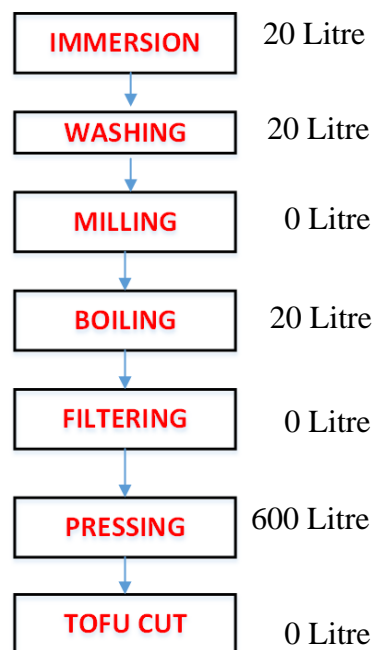 IMMERSION 20 Litre
WASHING 20 Litre
MILLING 0 Litre
BOILING 20 Litre
FILTERING 0 Litre
PRESSING 600 Litre
TOFU CUT 0 Litre